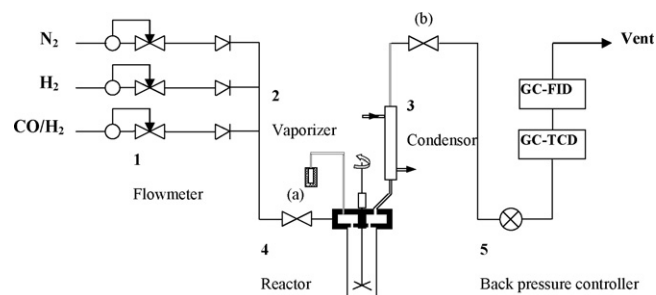 N₂
H₂
CO/H₂
1
Flowmeter
2
Vaporizer
(a)
4
Reactor
(b)
3
Condensor
5
Back pressure controller
GC-FID
GC-TCD
Vent